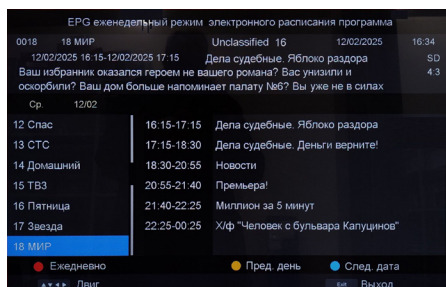 EPG еженедельный режим электронного расписания программа
0018 18 МИР Unclassified 16 12/02/2025 16:34
12/02/2025 16:15-12/02/2025 17:15 Дела судебные. Яблоко раздора SD
Ваш избранник оказался героем не вашего романа? Вас унизили и 4:3
оскорбили? Ваш дом больше напоминает палату №6? Вы уже не в силах
Ср. 12/02
12 Спас 16:15-17:15 Дела судебные. Яблоко раздора
13 СТС 17:15-18:30 Дела судебные. Деньги верните!
14 Домашний 18:30-20:55 Новости
15 ТВ3 20:55-21:40 Премьера!
16 Пятница 21:40-22:25 Миллион за 5 минут
17 Звезда 22:25-00:25 Х/ф "Человек с бульвара Капуцинов"
18 МИР
Ежедневно Пред. день След. дата
Двиг Exit Выход